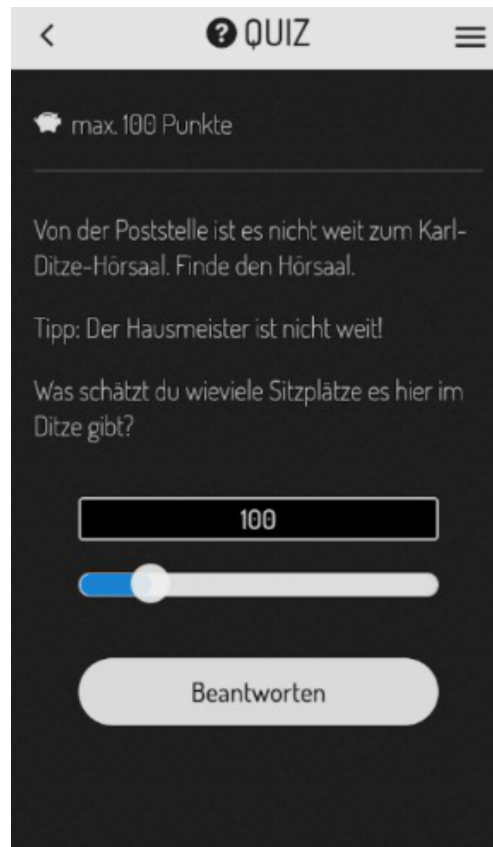 QUIZ
max. 100 Punkte
Von der Poststelle ist es nicht weit zum Karl-
Ditze-Hörsaal. Finde den Hörsaal.
Tipp: Der Hausmeister ist nicht weit!
Was schätzt du wieviele Sitzplätze es hier im
Ditze gibt?
100
Beantworten